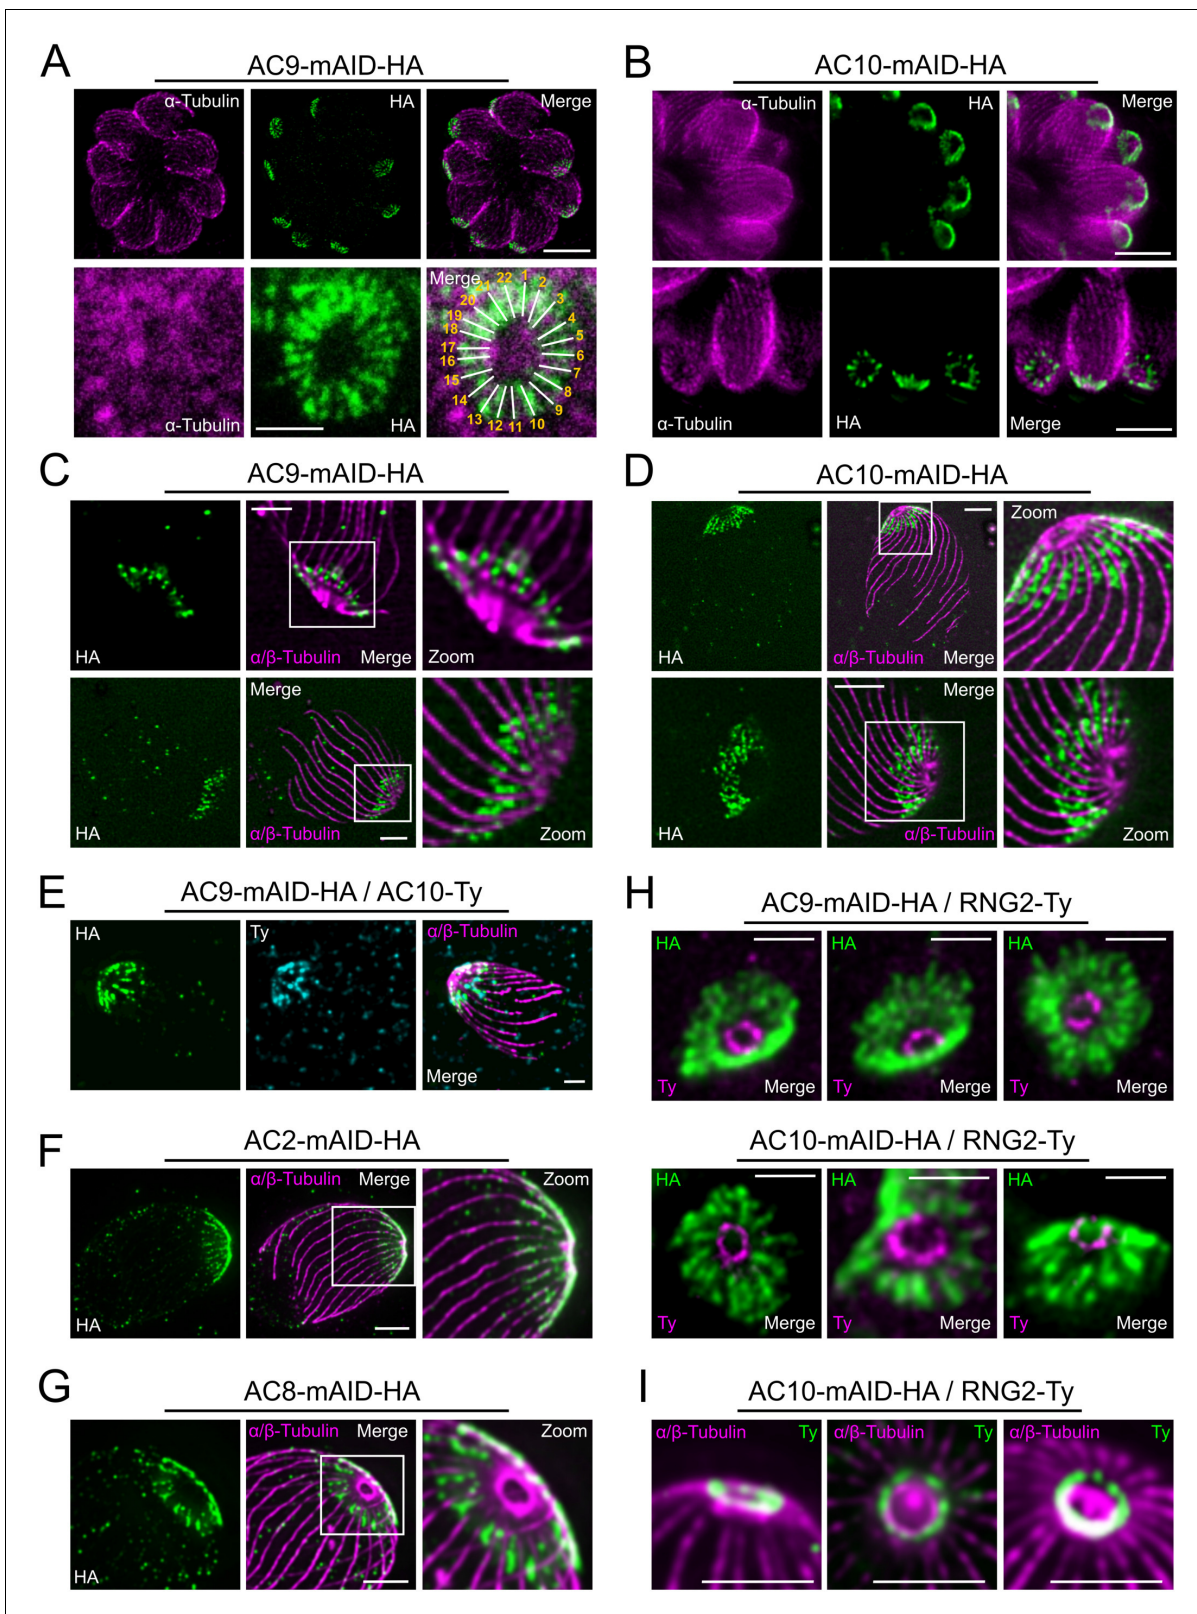 A
AC9-mAID-HA
α-Tubulin
HA
Merge
α-Tubulin
HA
Merge
1
2
3
4
5
6
7
8
9
10
11
12
13
14
15
16
17
18
19
20
21
22
B
AC10-mAID-HA
α-Tubulin
HA
Merge
α-Tubulin
HA
Merge
C
AC9-mAID-HA
HA
α/β-Tubulin Merge
Zoom
HA
Merge
α/β-Tubulin
Zoom
D
AC10-mAID-HA
HA
α/β-Tubulin Merge
Zoom
HA
Merge
α/β-Tubulin
Zoom
E
AC9-mAID-HA / AC10-Ty
HA
Ty
α/β-Tubulin
Merge
F
AC2-mAID-HA
HA
α/β-Tubulin Merge
Zoom
G
AC8-mAID-HA
HA
α/β-Tubulin Merge
Zoom
H
AC9-mAID-HA / RNG2-Ty
HA
Ty Merge
HA
Ty Merge
HA
Ty Merge
AC10-mAID-HA / RNG2-Ty
HA
Ty Merge
HA
Ty Merge
HA
Ty Merge
I
AC10-mAID-HA / RNG2-Ty
α/β-Tubulin Ty
α/β-Tubulin Ty
α/β-Tubulin Ty